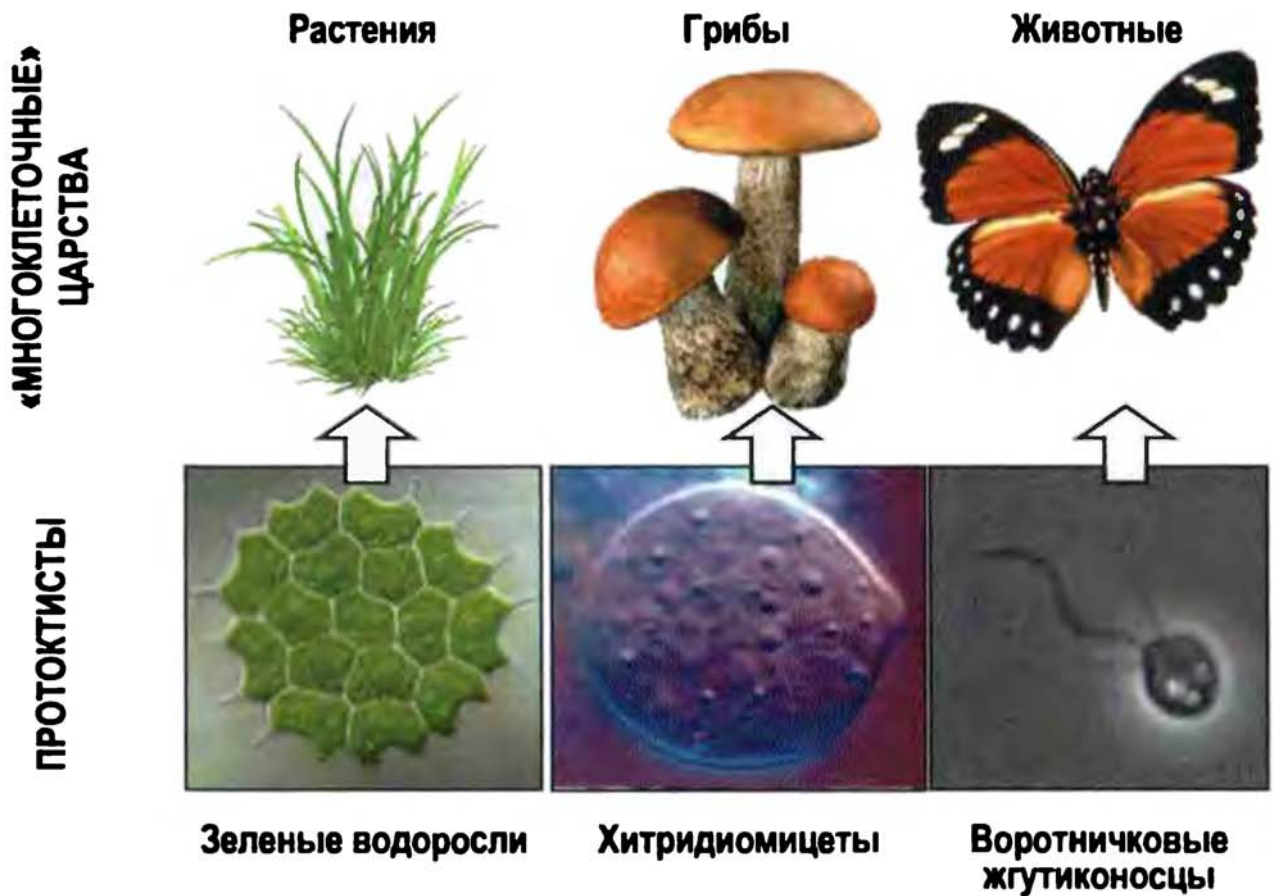 Растения
Грибы
Животные
«МНОГОКЛЕТОЧНЫЕ»
ЦАРСТВА
ПРОТОКТИСТЫ
Зеленые водоросли
Хитридиомицеты
Воротничковые
жгутиконосцы